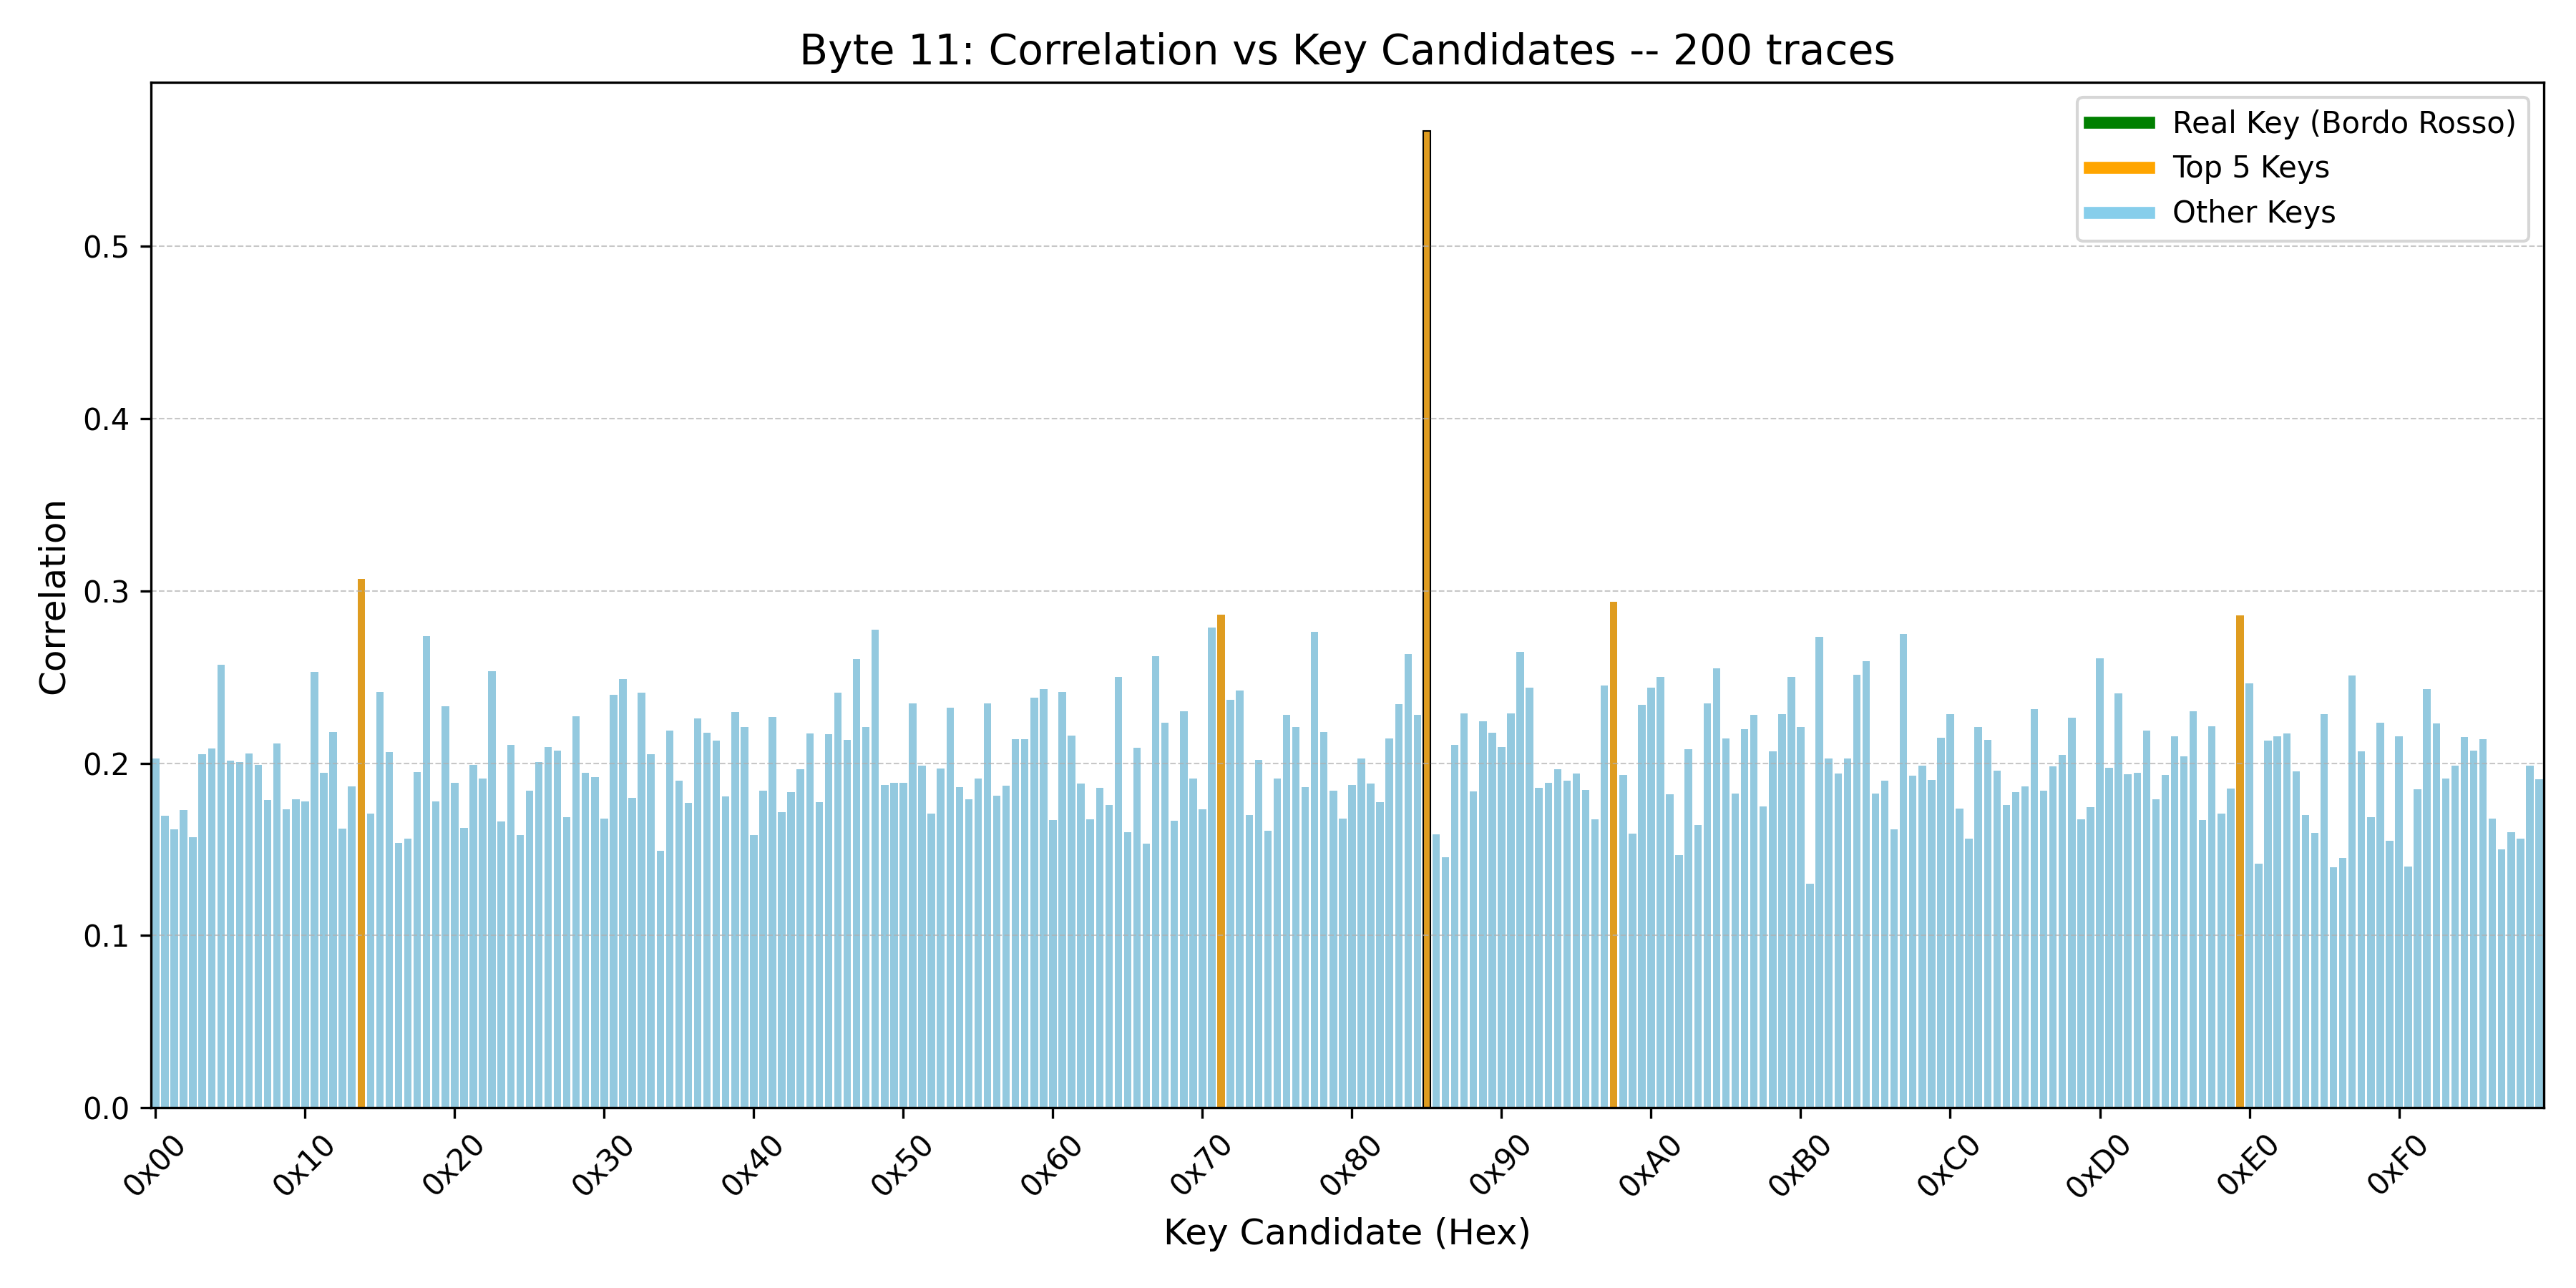 Byte 11: Correlation vs Key Candidates -- 200 traces
Real Key (Bordo Rosso)
Top 5 Keys
Other Keys
Correlation
0.5
0.4
0.3
0.2
0.1
0.0
0x00 0x10 0x20 0x30 0x40 0x50 0x60 0x70 0x80 0x90 0xA0 0xB0 0xC0 0xD0 0xE0 0xF0
Key Candidate (Hex)